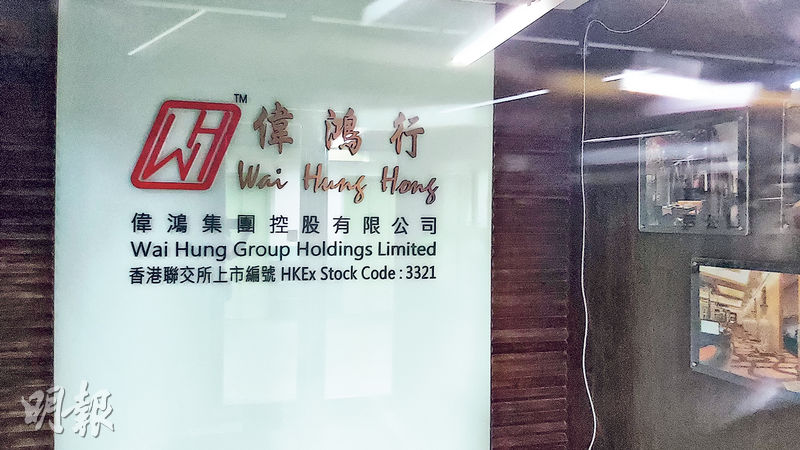 TM
偉鴻行
Wai Hung Hong
偉鴻集團控股有限公司
Wai Hung Group Holdings Limited
香港聯交所上市編號 HKEx Stock Code : 3321
明報